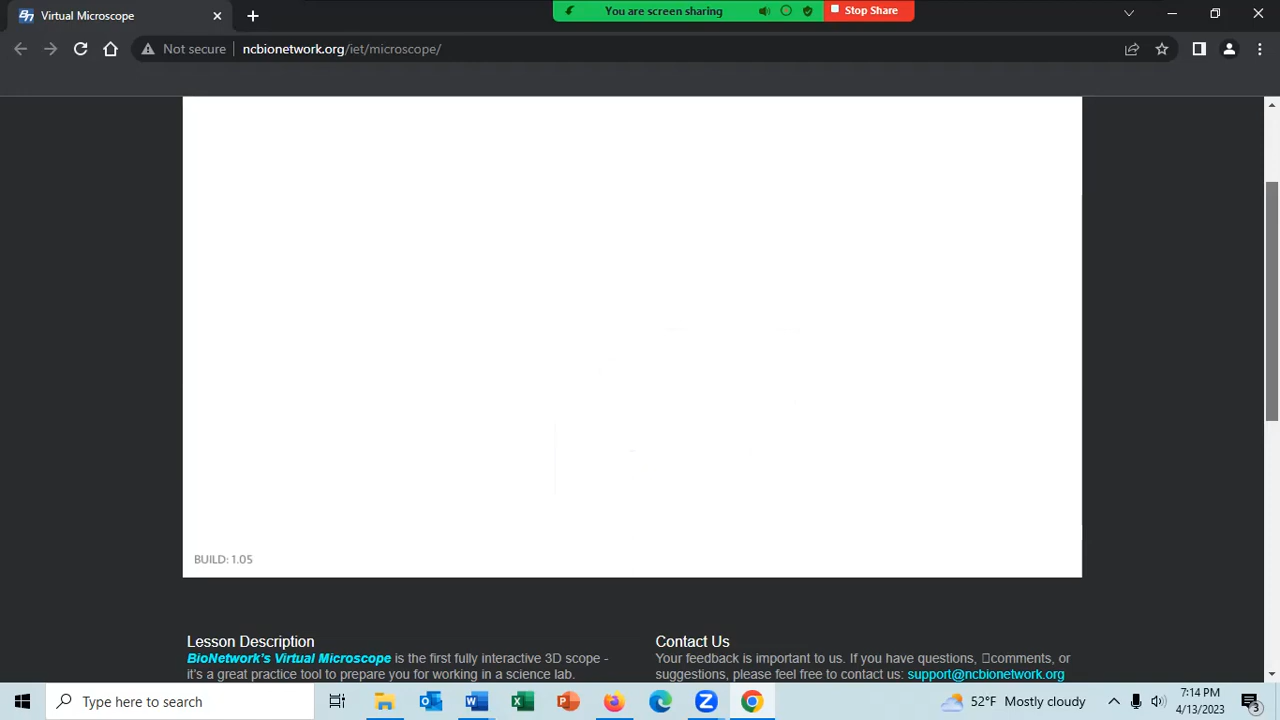 Virtual Microscope
You are screen sharing
Stop Share
Not secure
ncbionetwork.org/iet/microscope/
BUILD: 1.05
Lesson Description
BioNetwork's Virtual Microscope is the first fully interactive 3D scope -
it's a great practice tool to prepare you for working in a science lab.
Contact Us
Your feedback is important to us. If you have questions, comments, or
suggestions, please feel free to contact us: support@ncbionetwork.org
Type here to search
52°F Mostly cloudy
7:14 PM
4/13/2023
3